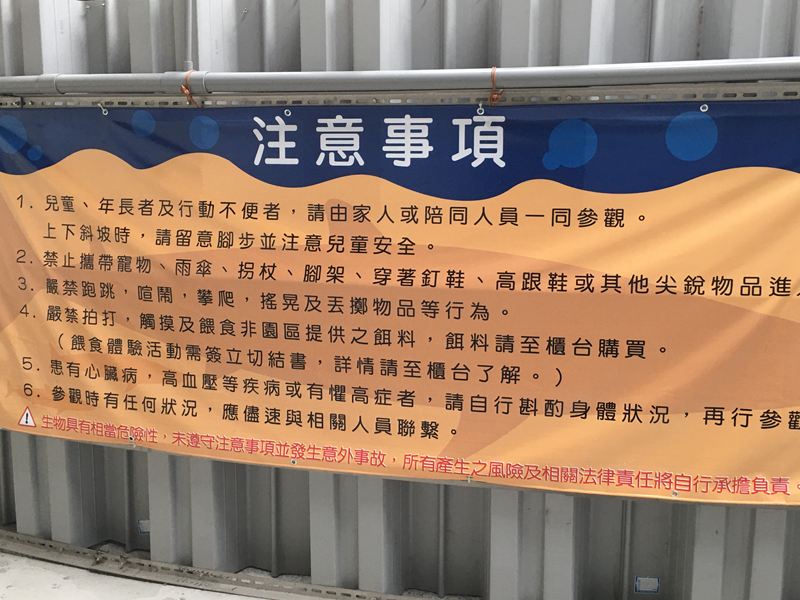 注意事項
1. 兒童、年長者及行動不便者，請由家人或陪同人員一同參觀。
上下斜坡時，請留意腳步並注意兒童安全。
2. 禁止攜帶寵物、雨傘、拐杖、腳架、穿著釘鞋、高跟鞋或其他尖銳物品進
3. 嚴禁跑跳，喧鬧，攀爬，搖晃及丟擲物品等行為。
4. 嚴禁拍打，觸摸及餵食非園區提供之餌料，餌料請至櫃台購買。
（餵食體驗活動需簽立切結書，詳情請至櫃台了解。）
5. 患有心臟病，高血壓等疾病或有懼高症者，請自行斟酌身體狀況，再行參觀
6. 參觀時有任何狀況，應儘速與相關人員聯繫。
生物具有相當危險性，未遵守注意事項並發生意外事故，所有產生之風險及相關法律責任將自行承擔負責。